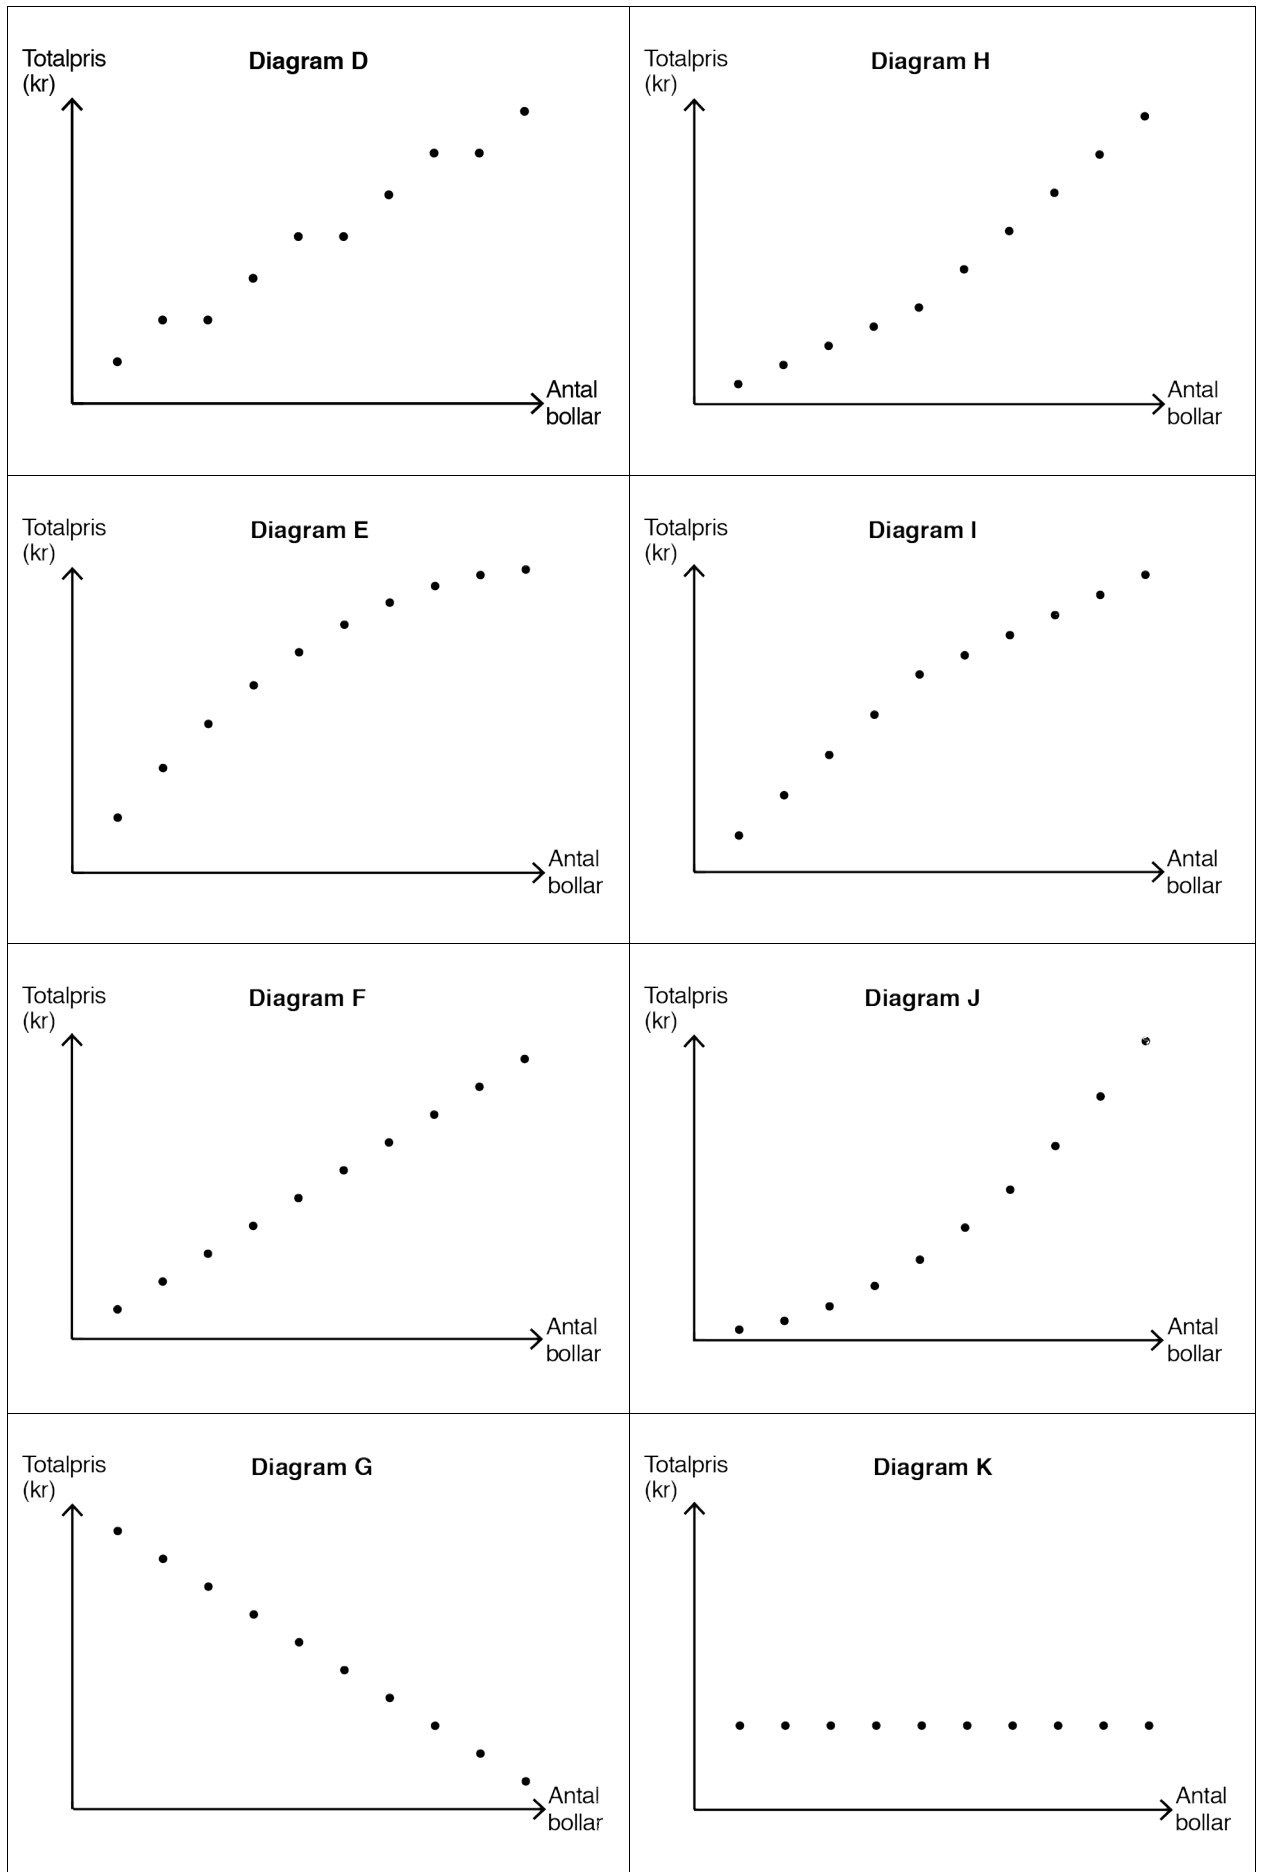 Totalpris
(kr)
Diagram D
Antal
bollar
Totalpris
(kr)
Diagram H
Antal
bollar
Totalpris
(kr)
Diagram E
Antal
bollar
Totalpris
(kr)
Diagram I
Antal
bollar
Totalpris
(kr)
Diagram F
Antal
bollar
Totalpris
(kr)
Diagram J
Antal
bollar
Totalpris
(kr)
Diagram G
Antal
bollar
Totalpris
(kr)
Diagram K
Antal
bollar